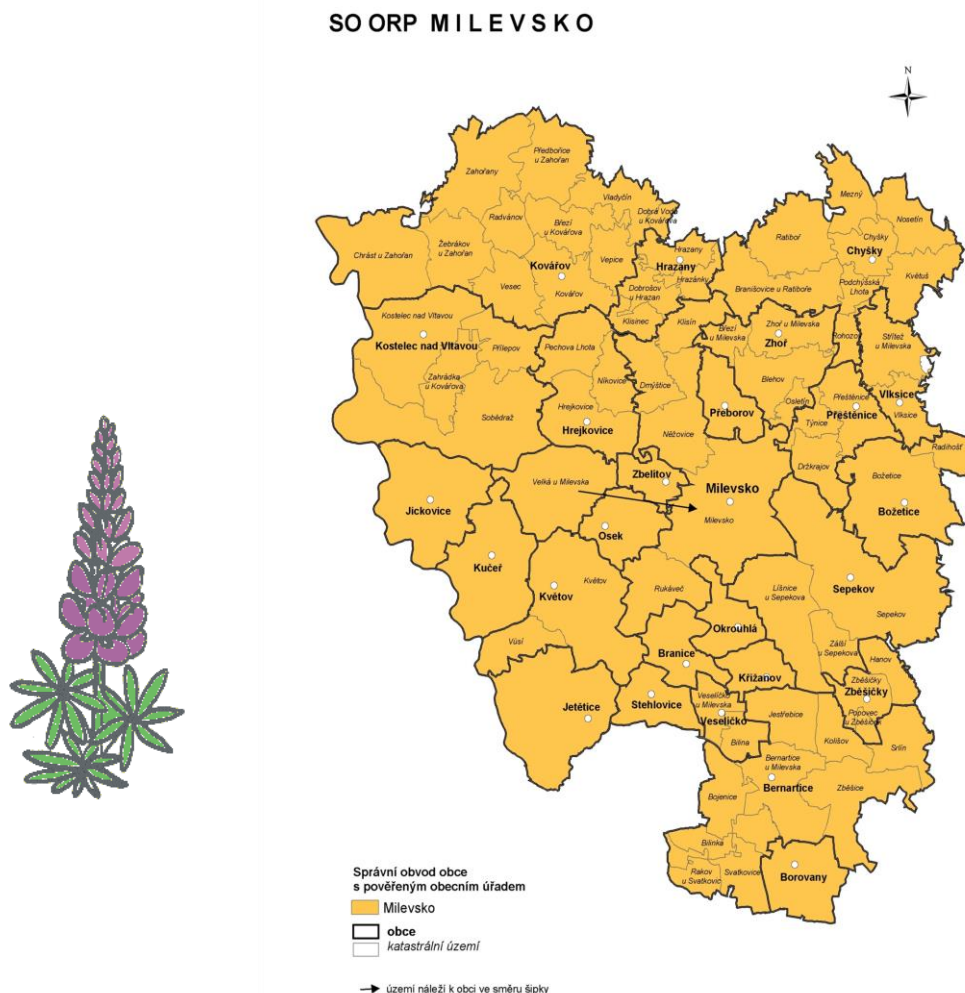 SO ORP MILEVSKO
N
Předbořice
u Zahořan
Zahořany
Mezný
Vladyčín
Nosetín
Radvánov
Březí
u Kovářova
Dobrá Voda
u Kovářova
Chyšky
Ratiboř
Chrást u Zahořan
Žebrákov
u Zahořan
Hrazany
Chyšky
Vepice
Hrazany
Kovářov
Hrazánky
Květuš
Vesec
Kovářov
Dobrošov
u Hrazan
Branišovice u Ratiboře
Podchýšská
Lhota
Kostelec nad Vltavou
Klisinec
Klisín
Březí
u Milevska
Zhoř u Milevska
Zhoř
Rohozov
Střítež
u Milevska
Kostelec nad Vltavou
Přílepov
Pechova Lhota
Zahrádka
u Kovářova
Níkovice
Dmýštice
Blehov
Přeštěnice
Vlksice
Osletín
Hrejkovice
Přeborov
Přeštěnice
Vlksice
Sobědraž
Hrejkovice
Týnice
Něžovice
Radihošť
Držkrajov
Zbelítov
Velká u Milevska
Božetice
Milevsko
Božetice
Jickovice
Milevsko
Osek
Kučeř
Květov
Květov
Rukáveč
Líšnice
u Sepekova
Sepekov
Sepekov
Okrouhlá
Vůsí
Branice
Zálší
u Sepekova
Hanov
Křižanov
Zběšičky
Zběšičky
Stehlovice
Veselíčko
u Milevska
Jetětice
Veselíčko
Jestřebice
Popovec
u Zběšiček
Bilina
Kolišov
Srlín
Bernartice
u Milevska
Bernartice
Zběšice
Bojenice
Bilinka
Rakov
u Svatkovic
Svatkovice
Borovany
Správní obvod obce
s pověřeným obecním úřadem
Milevsko
obce
katastrální území
území náleží k obci ve směru šipky